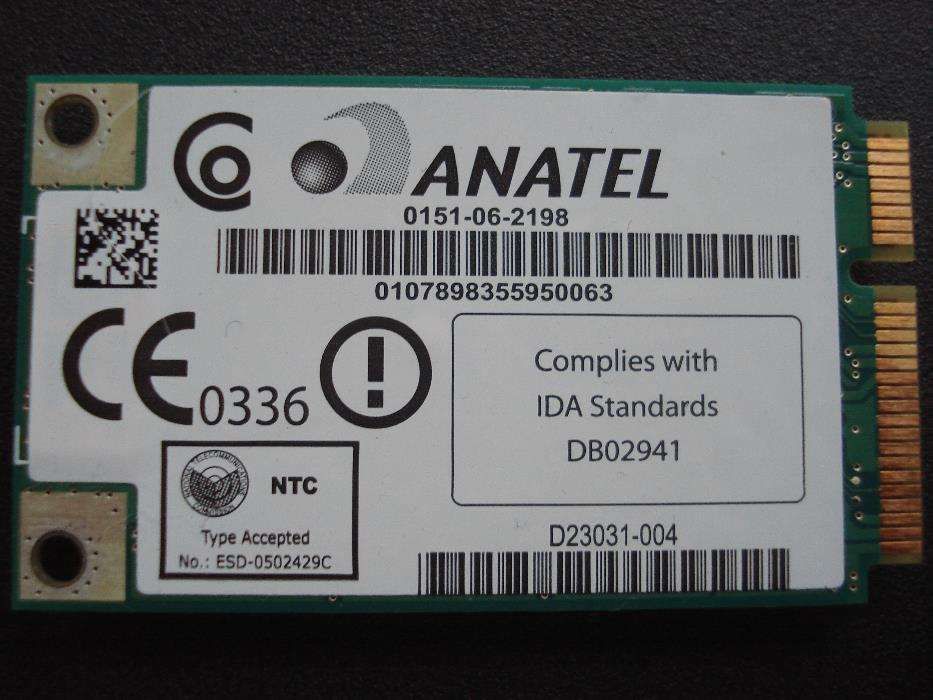 ANATEL
0151-06-2198
0107898355950063
CE 0336
Complies with
IDA Standards
DB02941
NTC
Type Accepted
No.: ESD-0502429C
D23031-004